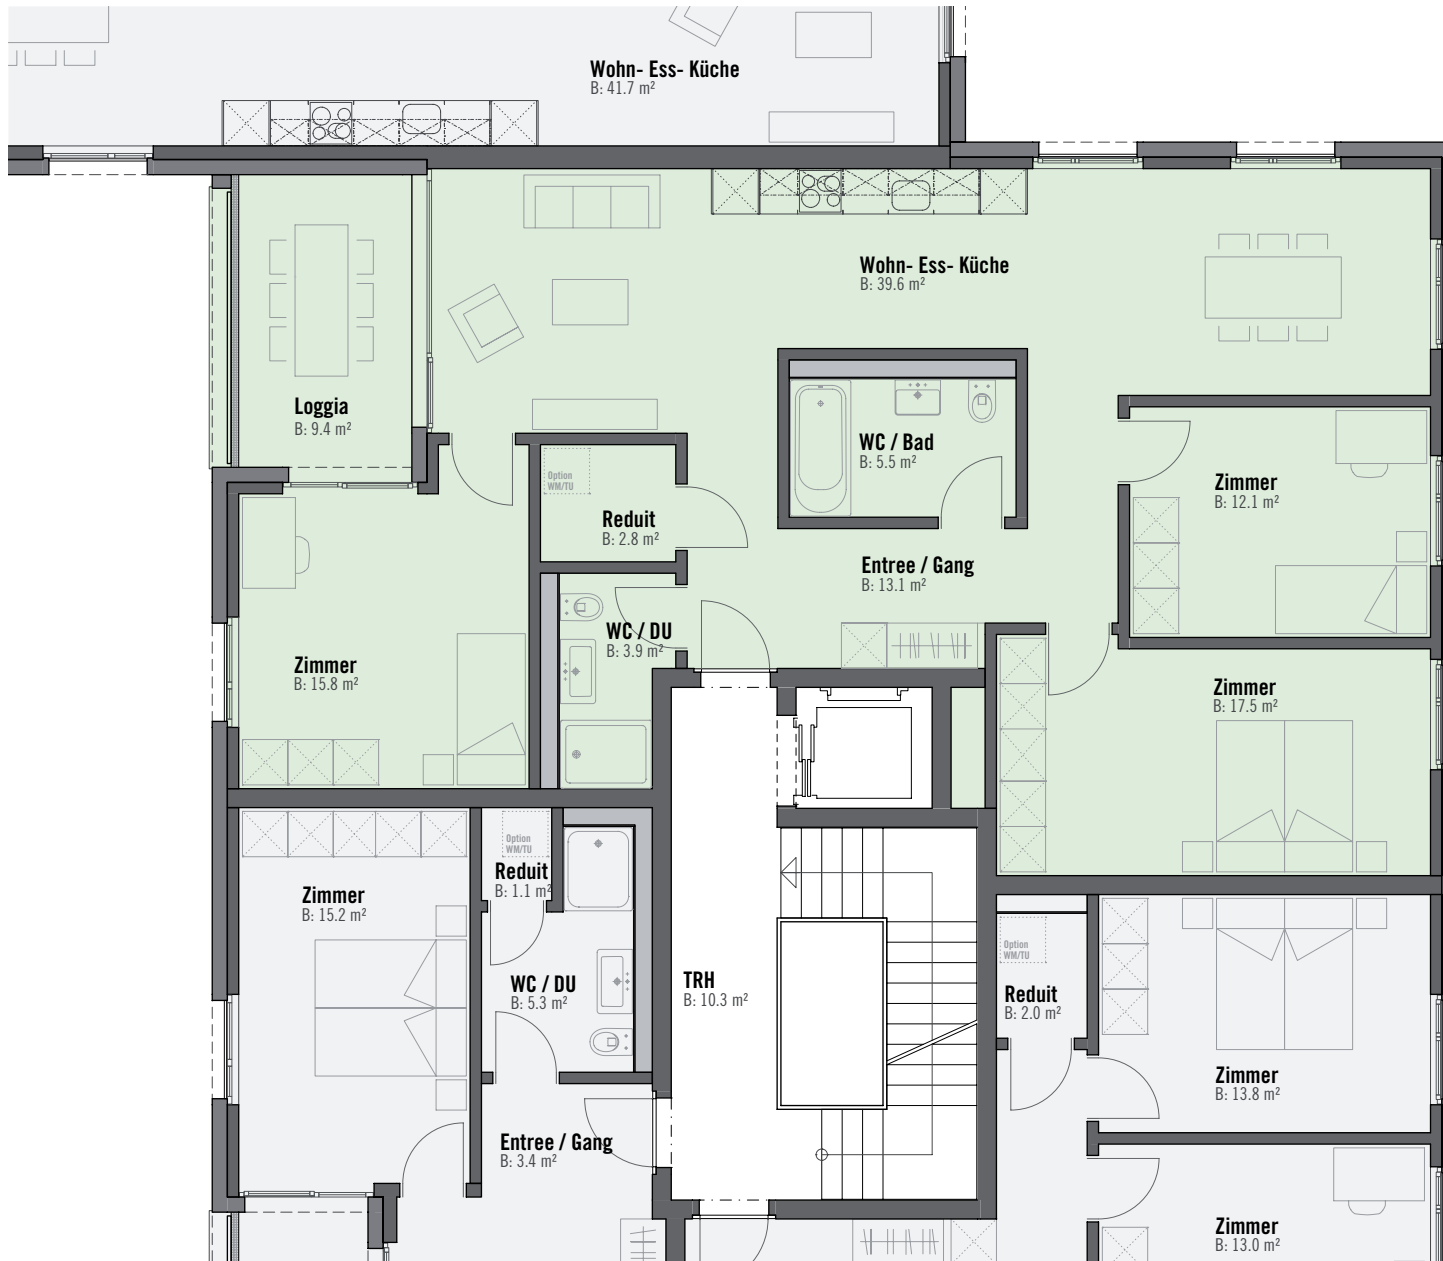 Wohn- Ess- Küche
B: 41.7 m²
Wohn- Ess- Küche
B: 39.6 m²
Loggia
B: 9.4 m²
WC / Bad
B: 5.5 m²
Option
WM/TU
Zimmer
B: 12.1 m²
Reduit
B: 2.8 m²
Entree / Gang
B: 13.1 m²
WC / DU
B: 3.9 m²
Zimmer
B: 15.8 m²
Zimmer
B: 17.5 m²
Option
WM/TU
Reduit
B: 1.1 m²
Zimmer
B: 15.2 m²
WC / DU
B: 5.3 m²
TRH
B: 10.3 m²
Option
WM/TU
Reduit
B: 2.0 m²
Zimmer
B: 13.8 m²
Entree / Gang
B: 3.4 m²
Zimmer
B: 13.0 m²